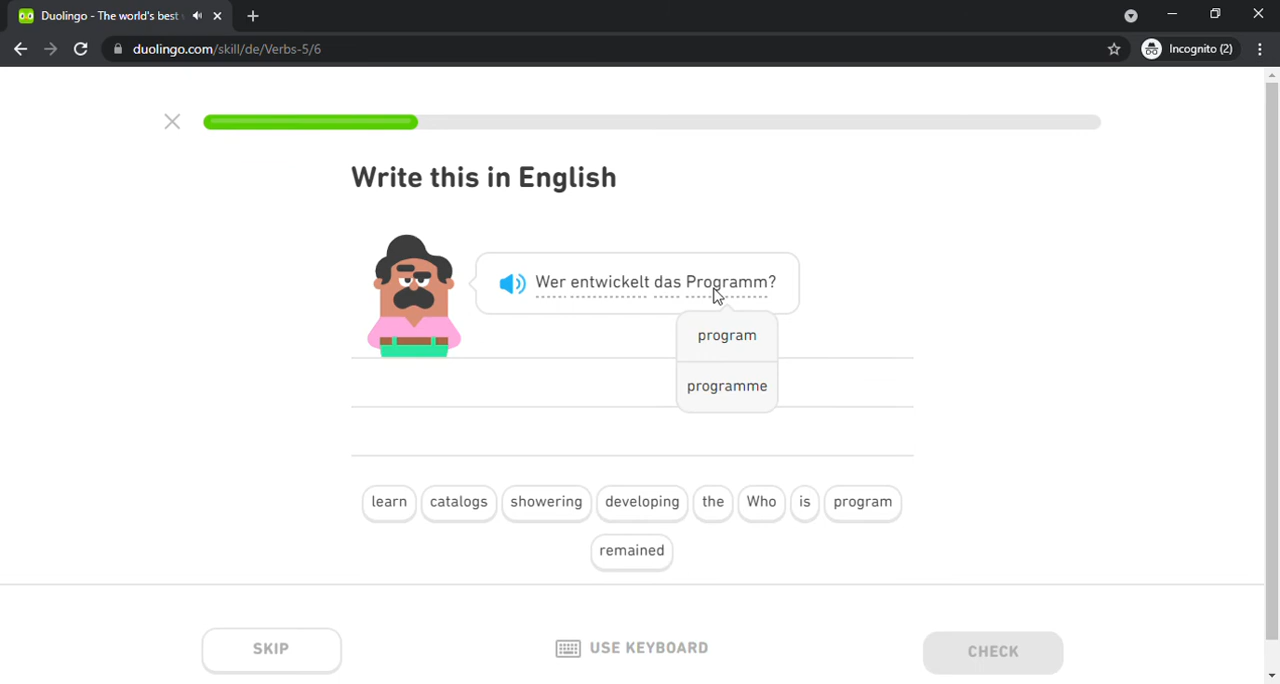 Duolingo - The world's best
duolingo.com/skill/de/Verbs-5/6
Incognito (2)
Write this in English
Wer entwickelt das Programm?
program
programme
learn catalogs showering developing the Who is program
remained
SKIP
USE KEYBOARD
CHECK